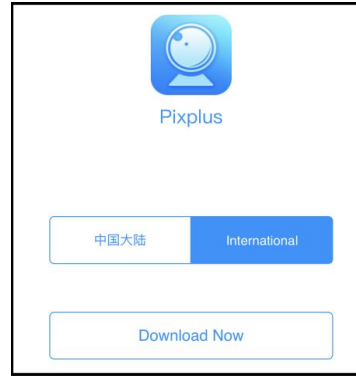 Pixplus
中国大陆
International
Download Now